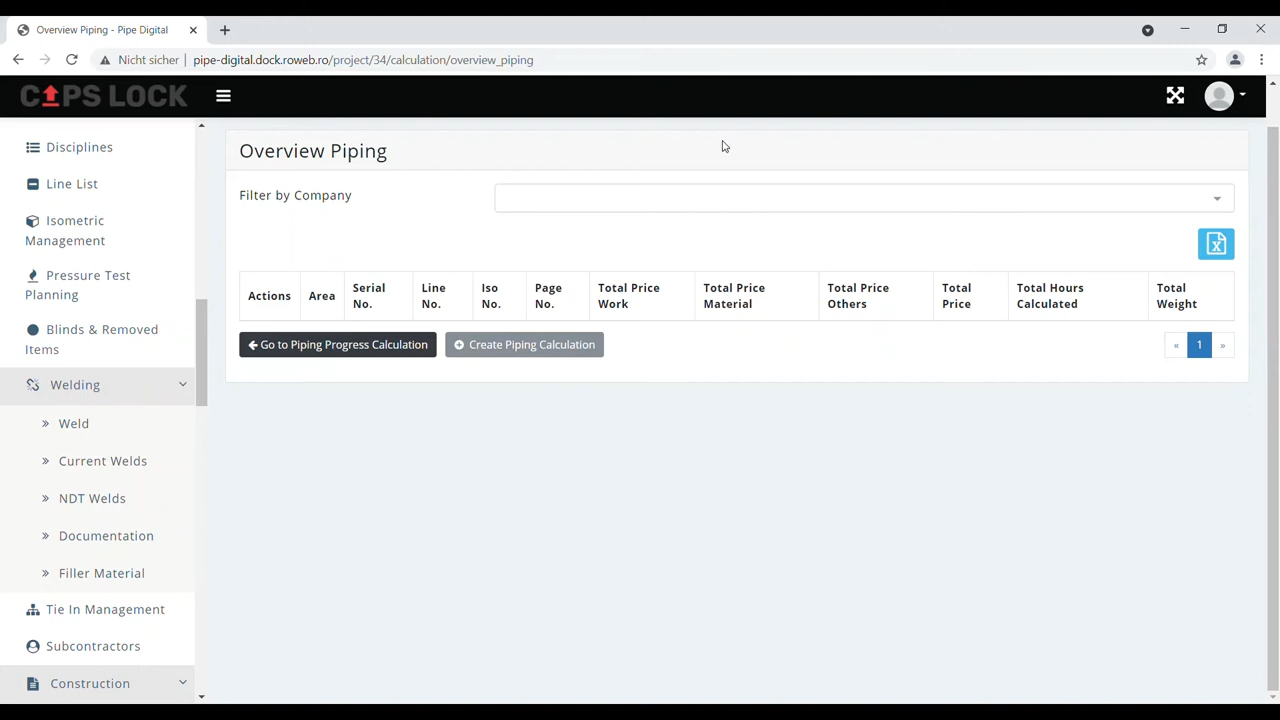 Overview Piping - Pipe Digital
Nicht sicher | pipe-digital.dock.roweb.ro/project/34/calculation/overview_piping
CAPS LOCK
Disciplines
Line List
Isometric
Management
Pressure Test
Planning
Blinds & Removed
Items
Welding
Weld
Current Welds
NDT Welds
Documentation
Filler Material
Tie In Management
Subcontractors
Construction
Overview Piping
Filter by Company
Actions
Area
Serial
No.
Line
No.
Iso
No.
Page
No.
Total Price
Work
Total Price
Material
Total Price
Others
Total
Price
Total Hours
Calculated
Total
Weight
Go to Piping Progress Calculation
Create Piping Calculation
« 1 »